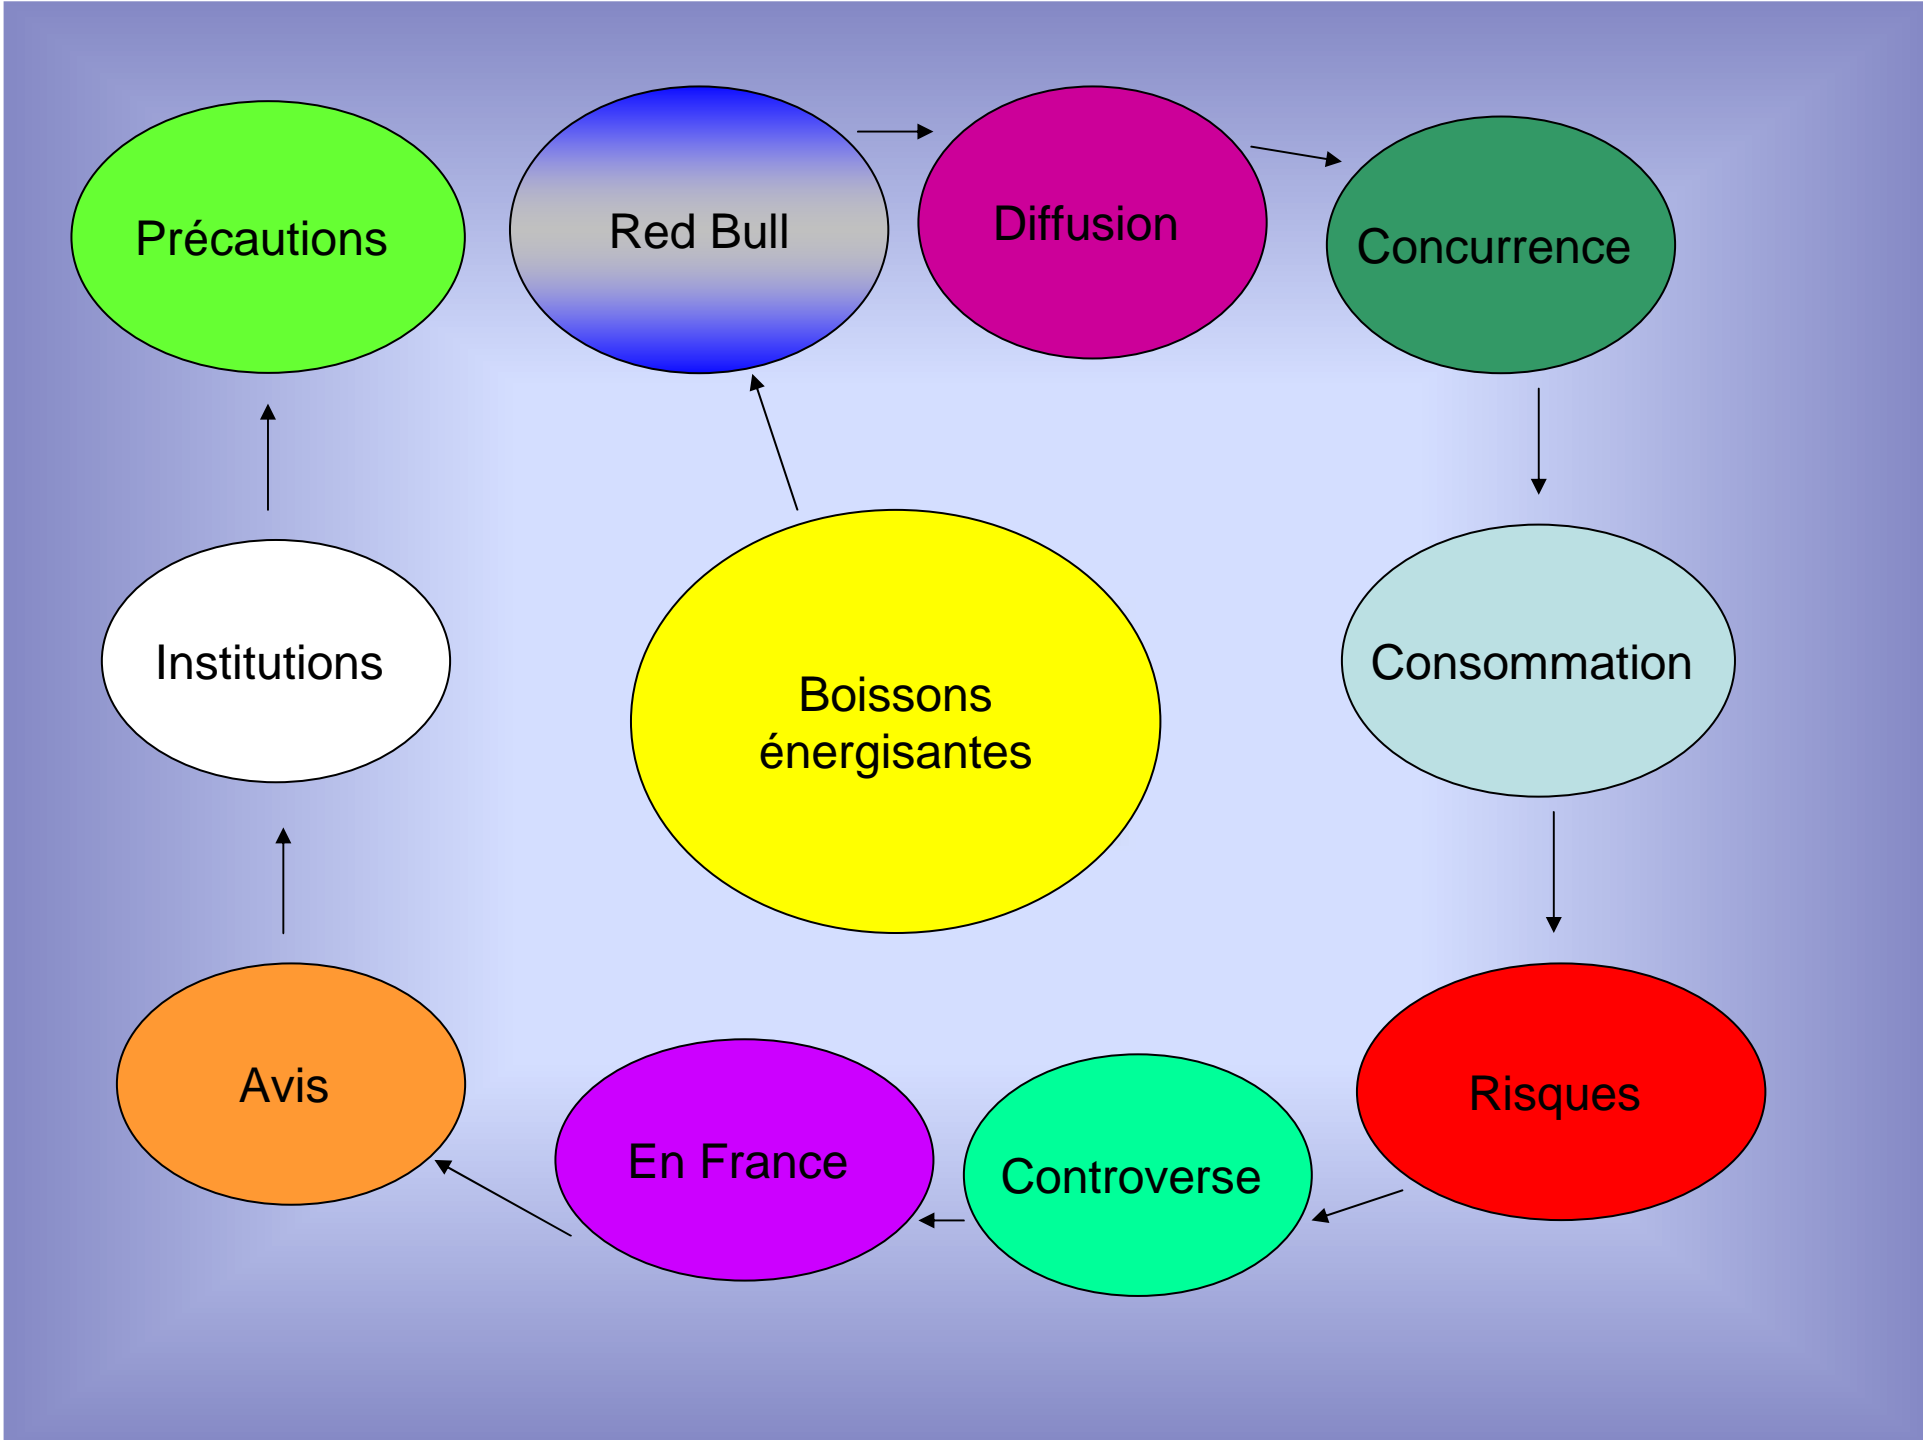 Précautions
Red Bull
Diffusion
Concurrence
Institutions
Boissons
énergisantes
Consommation
Avis
En France
Controverse
Risques